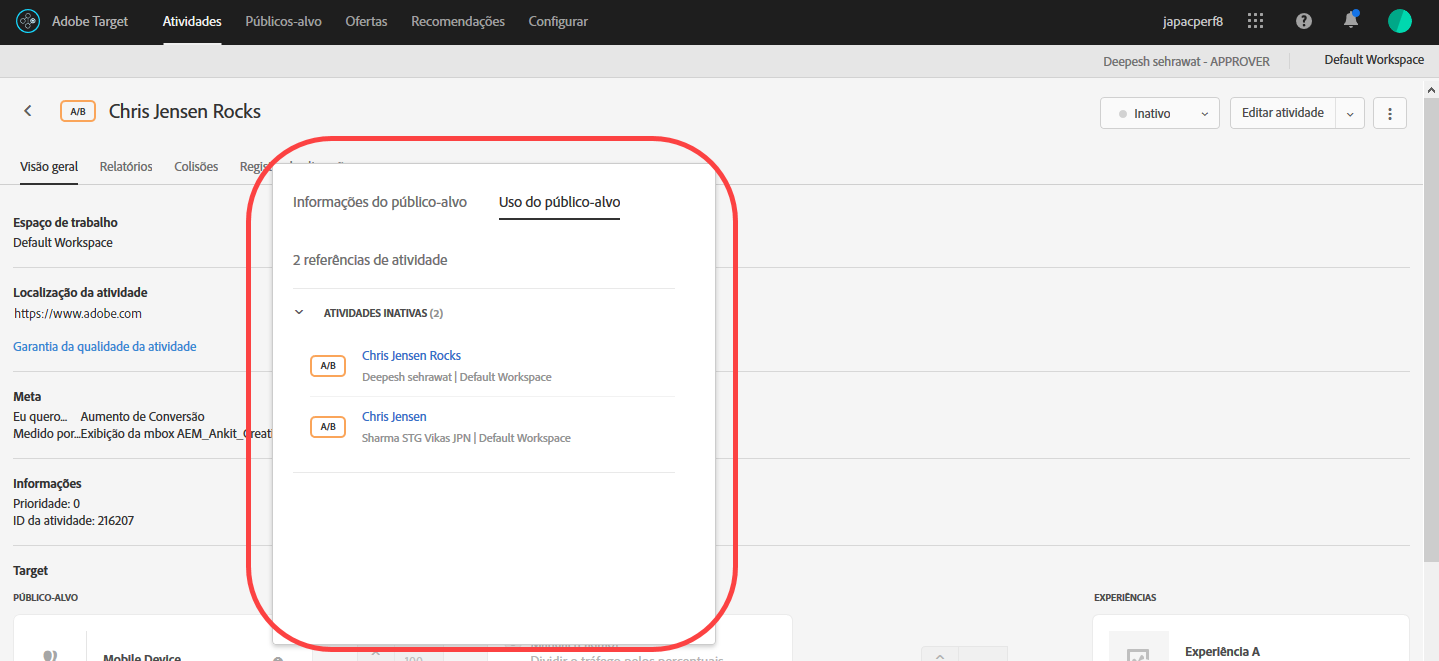 Adobe Target Atividades Públicos-alvo Ofertas Recomendações Configurar japacperf8
Deepesh sehrawat - APPROVER Default Workspace
A/B Chris Jensen Rocks Inativo Editar atividade
Visão geral Relatórios Colisões
Informações do público-alvo Uso do público-alvo
2 referências de atividade
ATIVIDADES INATIVAS (2)
A/B Chris Jensen Rocks
Deepesh sehrawat | Default Workspace
A/B Chris Jensen
Sharma STG Vikas JPN | Default Workspace
Espaço de trabalho
Default Workspace
Localização da atividade
https://www.adobe.com
Garantia da qualidade da atividade
Meta
Eu quero... Aumento de Conversão
Medido por...Exibição da mbox AEM_Ankit_Creati
Informações
Prioridade: 0
ID da atividade: 216207
Target
PÚBLICO-ALVO EXPERIÊNCIAS
Mobile Device 100 Dividir o tráfego pelos percentuais Experiência A